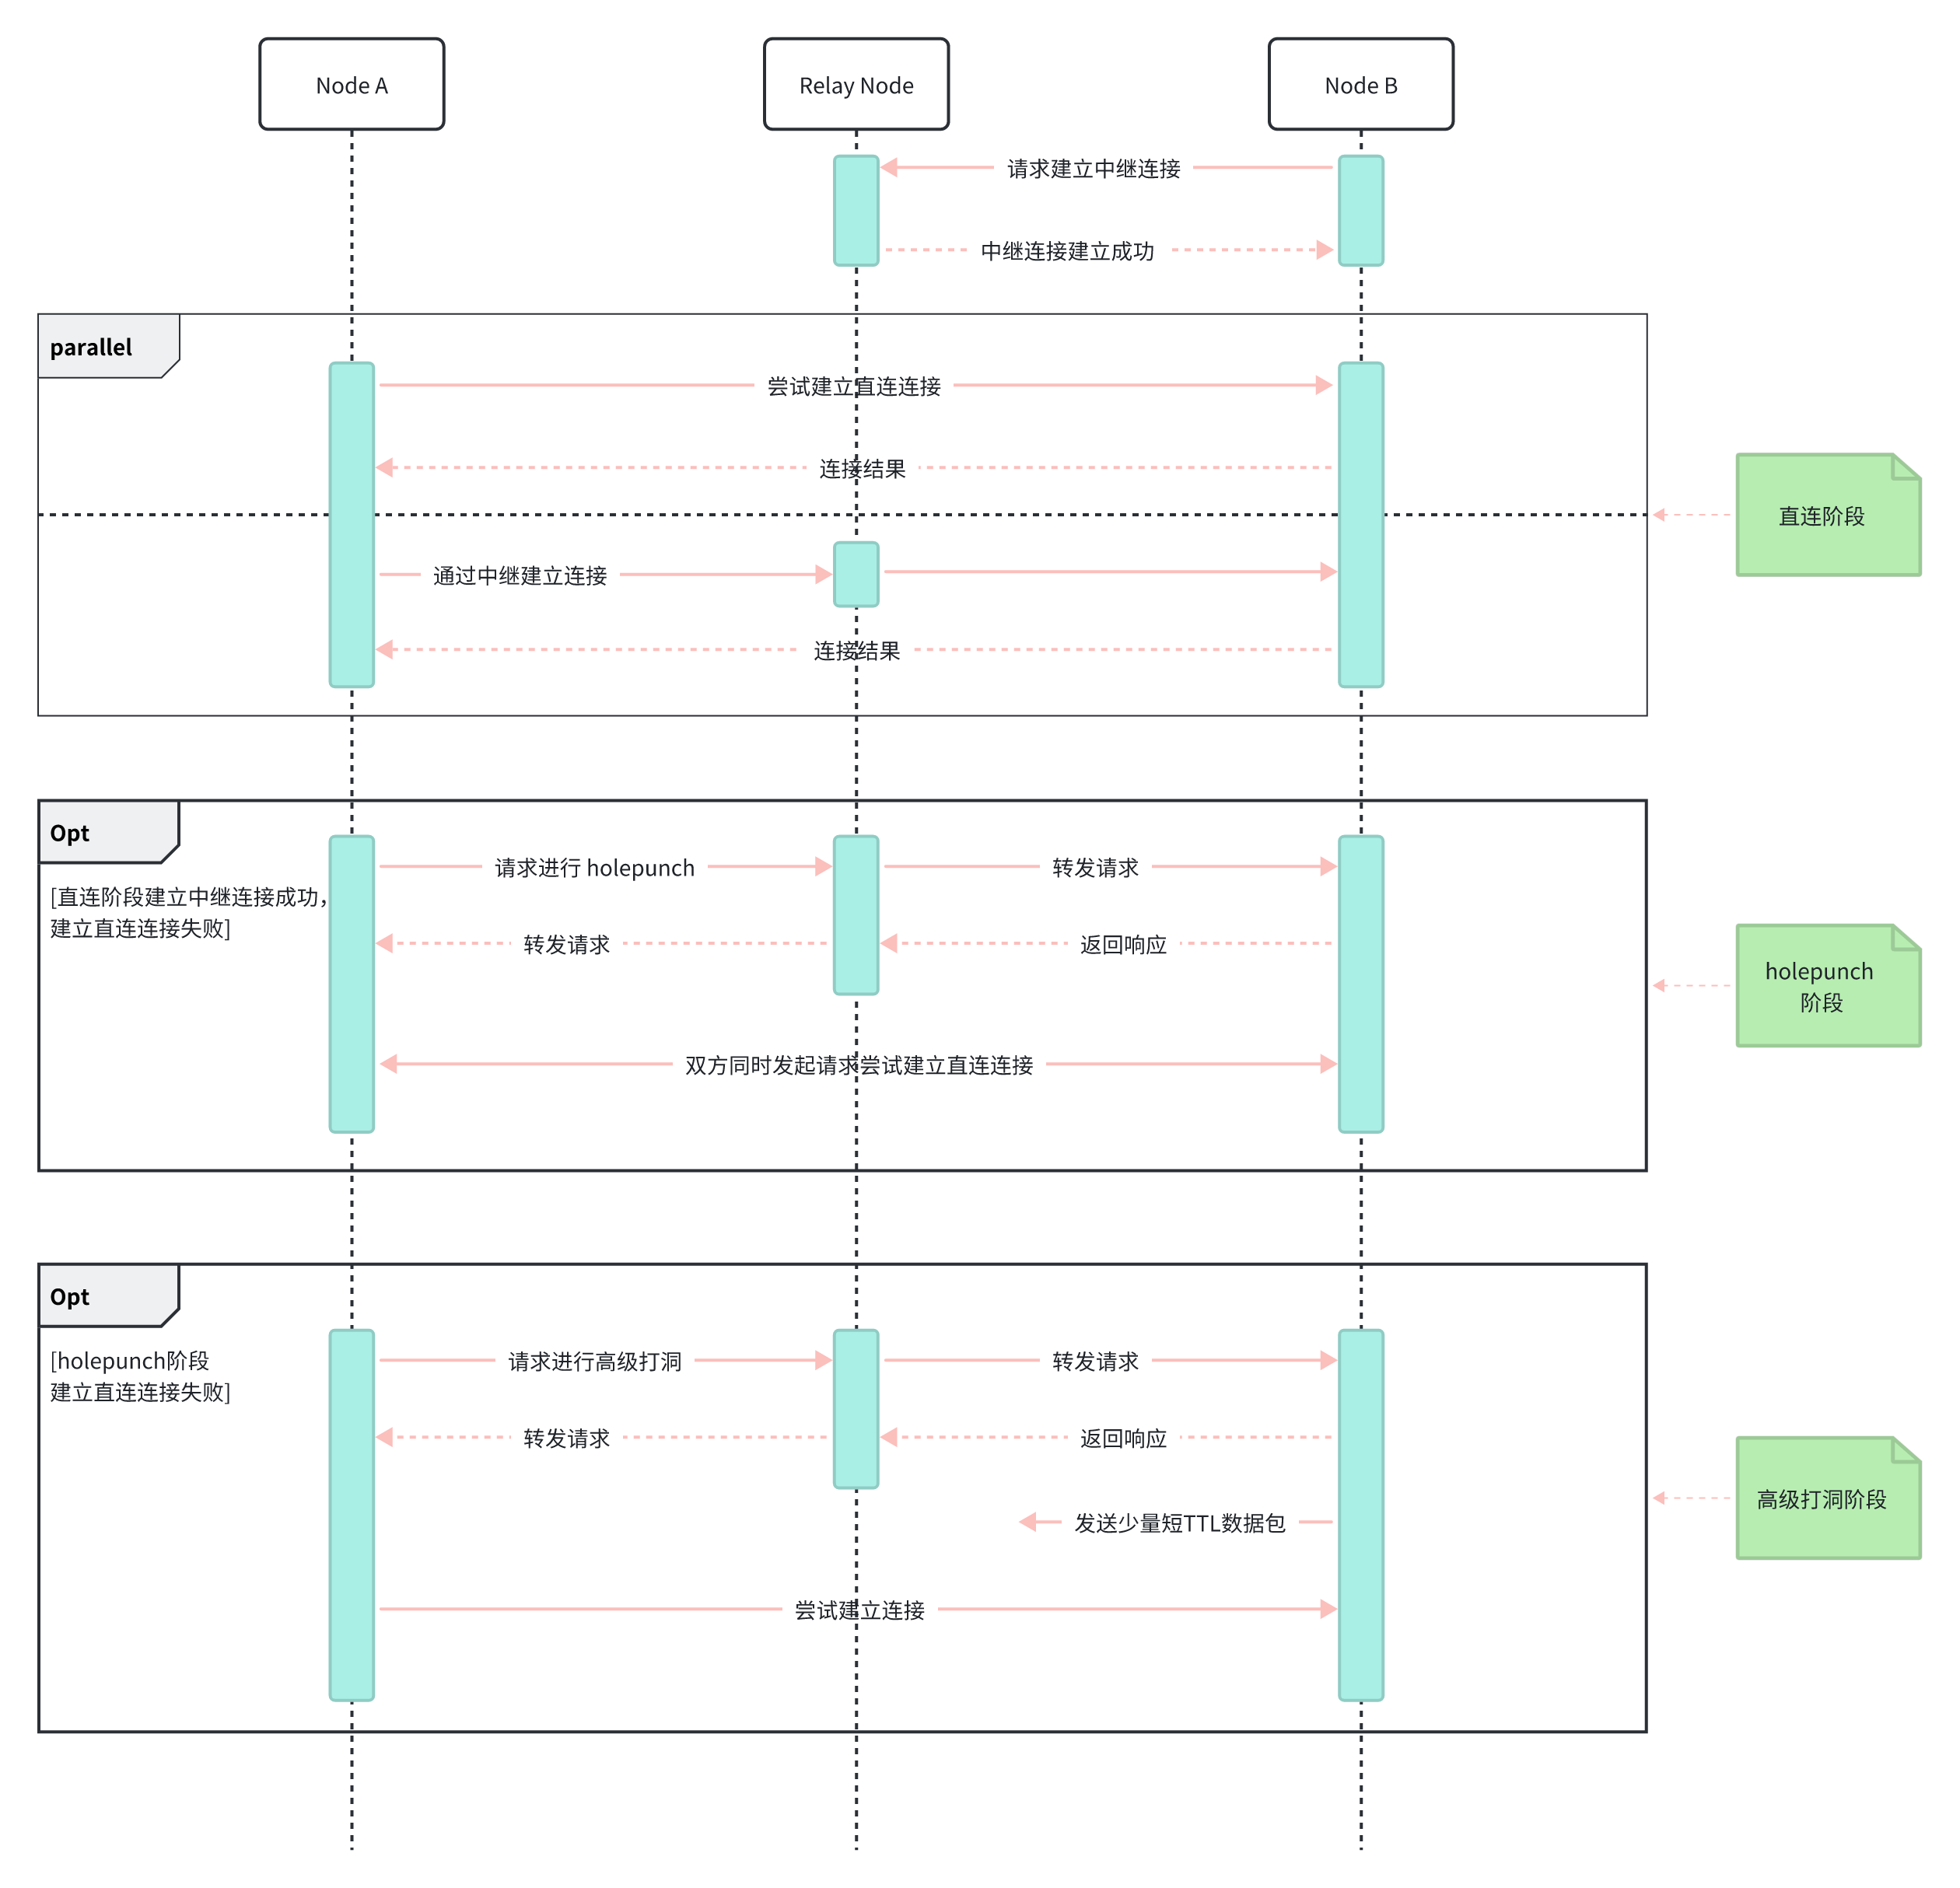 Node A
Relay Node
Node B
请求建立中继连接
中继连接建立成功
parallel
尝试建立直连连接
连接结果
直连阶段
通过中继建立连接
连接结果
Opt
[直连阶段建立中继连接成功，
建立直连连接失败]
请求进行 holepunch
转发请求
转发请求
返回响应
holepunch
阶段
双方同时发起请求尝试建立直连连接
Opt
[holepunch阶段
建立直连连接失败]
请求进行高级打洞
转发请求
转发请求
返回响应
高级打洞阶段
发送少量短TTL数据包
尝试建立连接